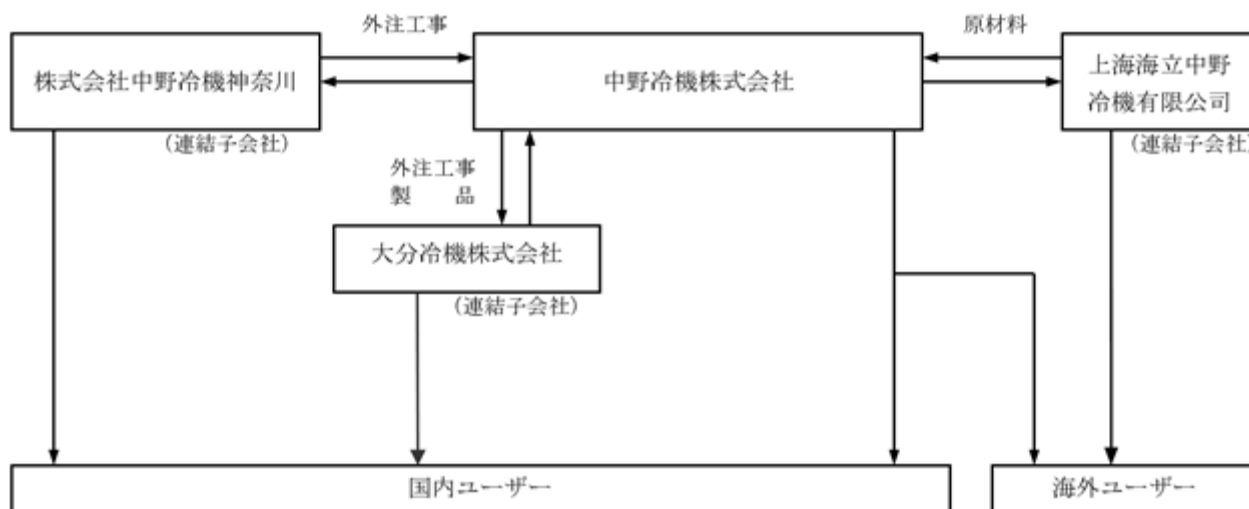 外注工事
原材料
株式会社中野冷機神奈川
中野冷機株式会社
上海海立中野
冷機有限公司
(連結子会社)
(連結子会社)
外注工事
製 品
大分冷機株式会社
(連結子会社)
国内ユーザー
海外ユーザー